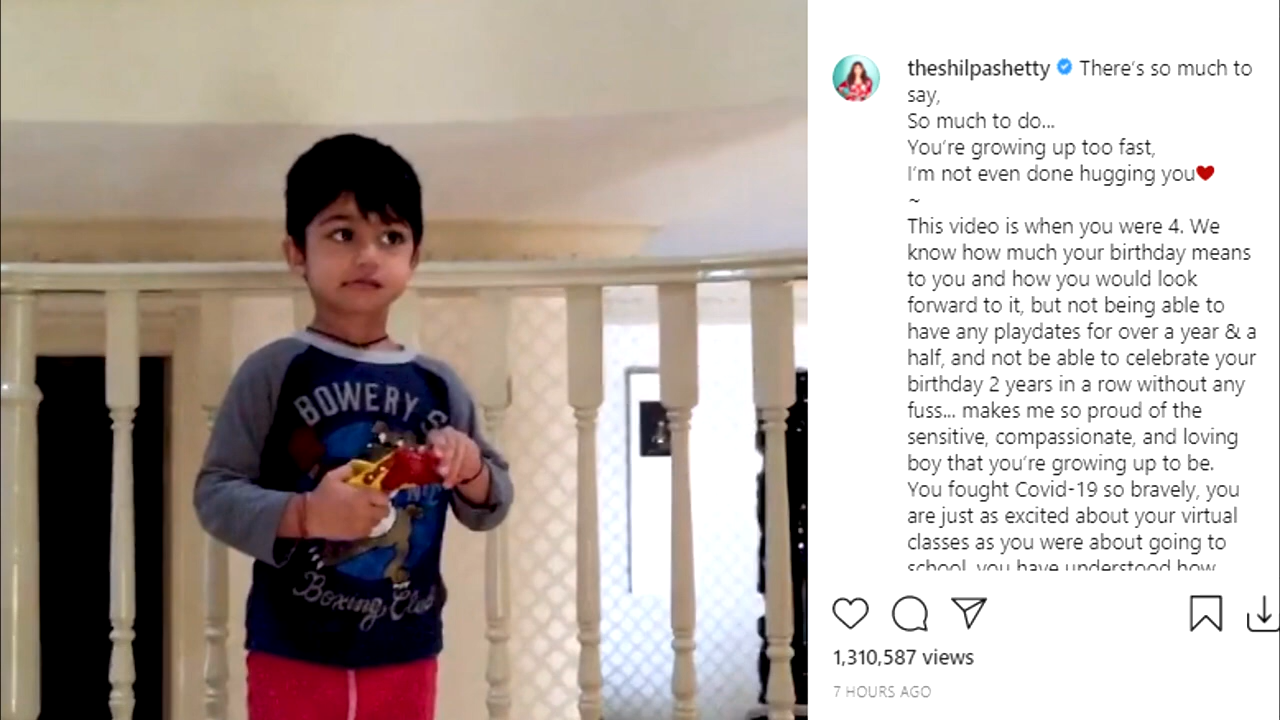 BOWERY S
Boxing Club
theshilpashetty There's so much to
say,
So much to do...
You're growing up too fast,
I'm not even done hugging you❤
~
This video is when you were 4. We
know how much your birthday means
to you and how you would look
forward to it, but not being able to
have any playdates for over a year & a
half, and not be able to celebrate your
birthday 2 years in a row without any
fuss... makes me so proud of the
sensitive, compassionate, and loving
boy that you're growing up to be.
You fought Covid-19 so bravely, you
are just as excited about your virtual
classes as you were about going to
school, you have understood how
1,310,587 views
7 HOURS AGO